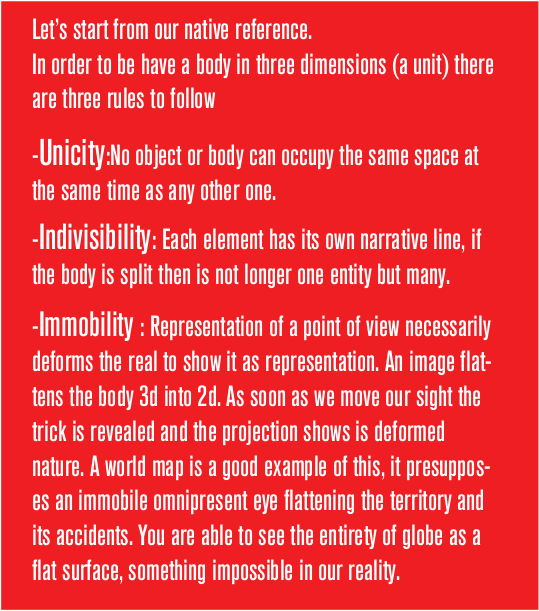 Let's start from our native reference.
In order to be have a body in three dimensions (a unit) there
are three rules to follow
-Unicity:No object or body can occupy the same space at
the same time as any other one.
-Indivisibility: Each element has its own narrative line, if
the body is split then is not longer one entity but many.
-Immobility : Representation of a point of view necessarily
deforms the real to show it as representation. An image flat-
tens the body 3d into 2d. As soon as we move our sight the
trick is revealed and the projection shows is deformed
nature. A world map is a good example of this, it presuppos-
es an immobile omnipresent eye flattening the territory and
its accidents. You are able to see the entirety of globe as a
flat surface, something impossible in our reality.